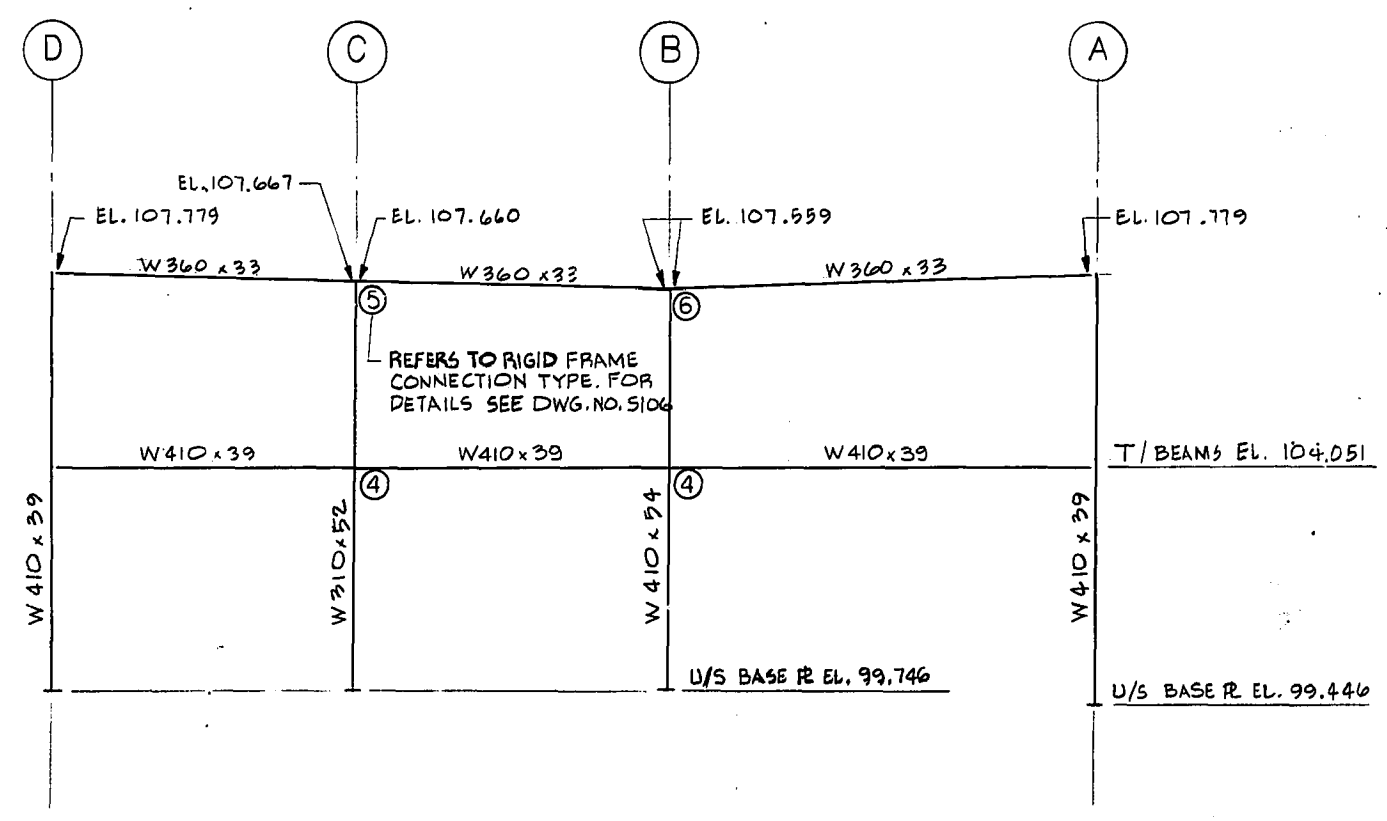 D C B A
EL. 107.667
EL. 107.779 EL. 107.660 EL. 107.559 EL. 107.779
W360 x 33 W360 x 33 W360 x 33
5 6
REFERS TO RIGID FRAME
CONNECTION TYPE. FOR
DETAILS SEE DWG. NO. S106
W410 x 39 W410 x 39 W410 x 39 T/BEAMS EL. 104.051
4 4
W410 x 39 W310 x 52 W410 x 54 W410 x 39
U/S BASE PL EL. 99.746
U/S BASE PL EL. 99.446